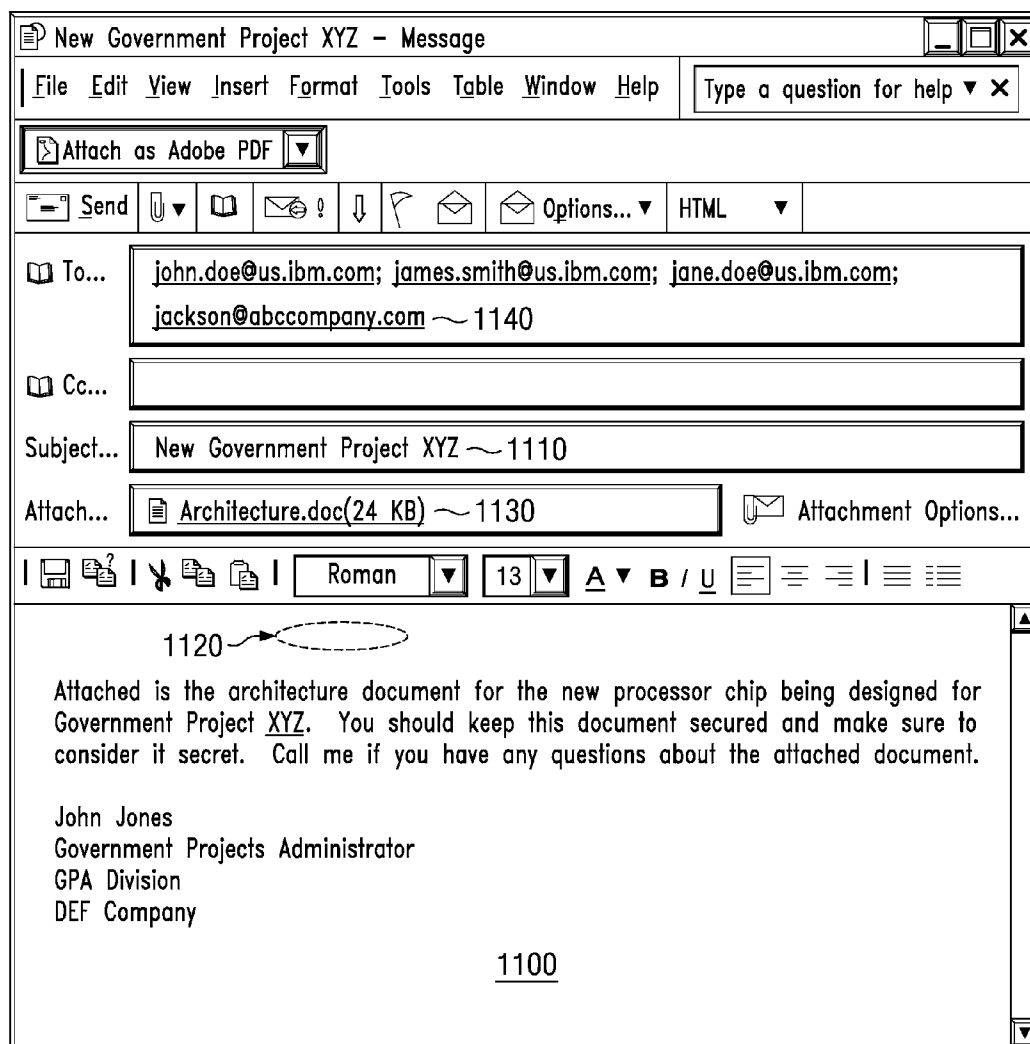 New Government Project XYZ – Message
File Edit View Insert Format Tools Table Window Help
Type a question for help
Attach as Adobe PDF
Send
Options...
HTML
To...
john.doe@us.ibm.com; james.smith@us.ibm.com; jane.doe@us.ibm.com;
jackson@abccompany.com 1140
Cc...
Subject... New Government Project XYZ 1110
Attach... Architecture.doc(24 KB) 1130 Attachment Options...
Roman 13 A B I U
1120
Attached is the architecture document for the new processor chip being designed for
Government Project XYZ. You should keep this document secured and make sure to
consider it secret. Call me if you have any questions about the attached document.
John Jones
Government Projects Administrator
GPA Division
DEF Company
1100